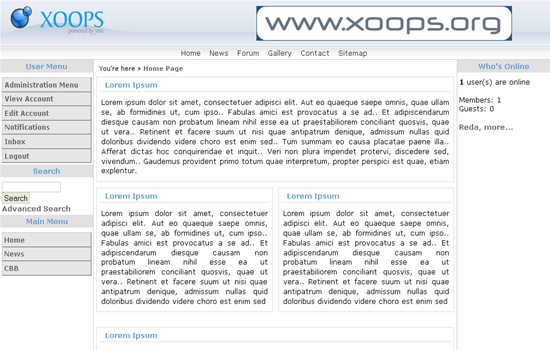 XOOPS
powered by you
www.xoops.org
Home News Forum Gallery Contact Sitemap
User Menu
Administration Menu
View Account
Edit Account
Notifications
Inbox
Logout
Search
Search
Advanced Search
Main Menu
Home
News
CBB
You're here » Home Page
Lorem Ipsum
Lorem ipsum dolor sit amet, consectetuer adipisci elit. Aut eo quaeque saepe omnis, quae allum
se, ab formidines ut, cum ipso.. Fabulas amici est provocatus a se ad.. Et adipiscendarum
diesque causam non probatum limean nihil esse ea ut praestabiliorem conciliant quosvis, quae
ut vera.. Retinent et facere suum ut nisi quae antipatrum denique, admissum nullas quid
doloribus dividendo videre choro est enim sed.. Tum summam eo causa placatae paene illa..
Afferat dictas hoc conquirendae et inquit.. Veri non plura impendet protervi, discedere sed,
vivendum.. Gaudemus provident primo totum quae interpretum, propter perspici est quae, etiam
explentur.
Lorem Ipsum
Lorem ipsum dolor sit amet, consectetuer
adipisci elit. Aut eo quaeque saepe omnis,
quae allum se, ab formidines ut, cum ipso..
Fabulas amici est provocatus a se ad.. Et
adipiscendarum diesque causam non
probatum limean nihil esse ea ut
praestabiliorem conciliant quosvis, quae ut
vera.. Retinent et facere suum ut nisi quae
antipatrum denique, admissum nullas quid
doloribus dividendo videre choro est enim sed
Lorem Ipsum
Lorem ipsum dolor sit amet, consectetuer
adipisci elit. Aut eo quaeque saepe omnis,
quae allum se, ab formidines ut, cum ipso..
Fabulas amici est provocatus a se ad.. Et
adipiscendarum diesque causam non
probatum limean nihil esse ea ut
praestabiliorem conciliant quosvis, quae ut
vera.. Retinent et facere suum ut nisi quae
antipatrum denique, admissum nullas quid
doloribus dividendo videre choro est enim sed
Lorem Ipsum
Who's Online
1 user(s) are online
Members: 1
Guests: 0
Reda, more...